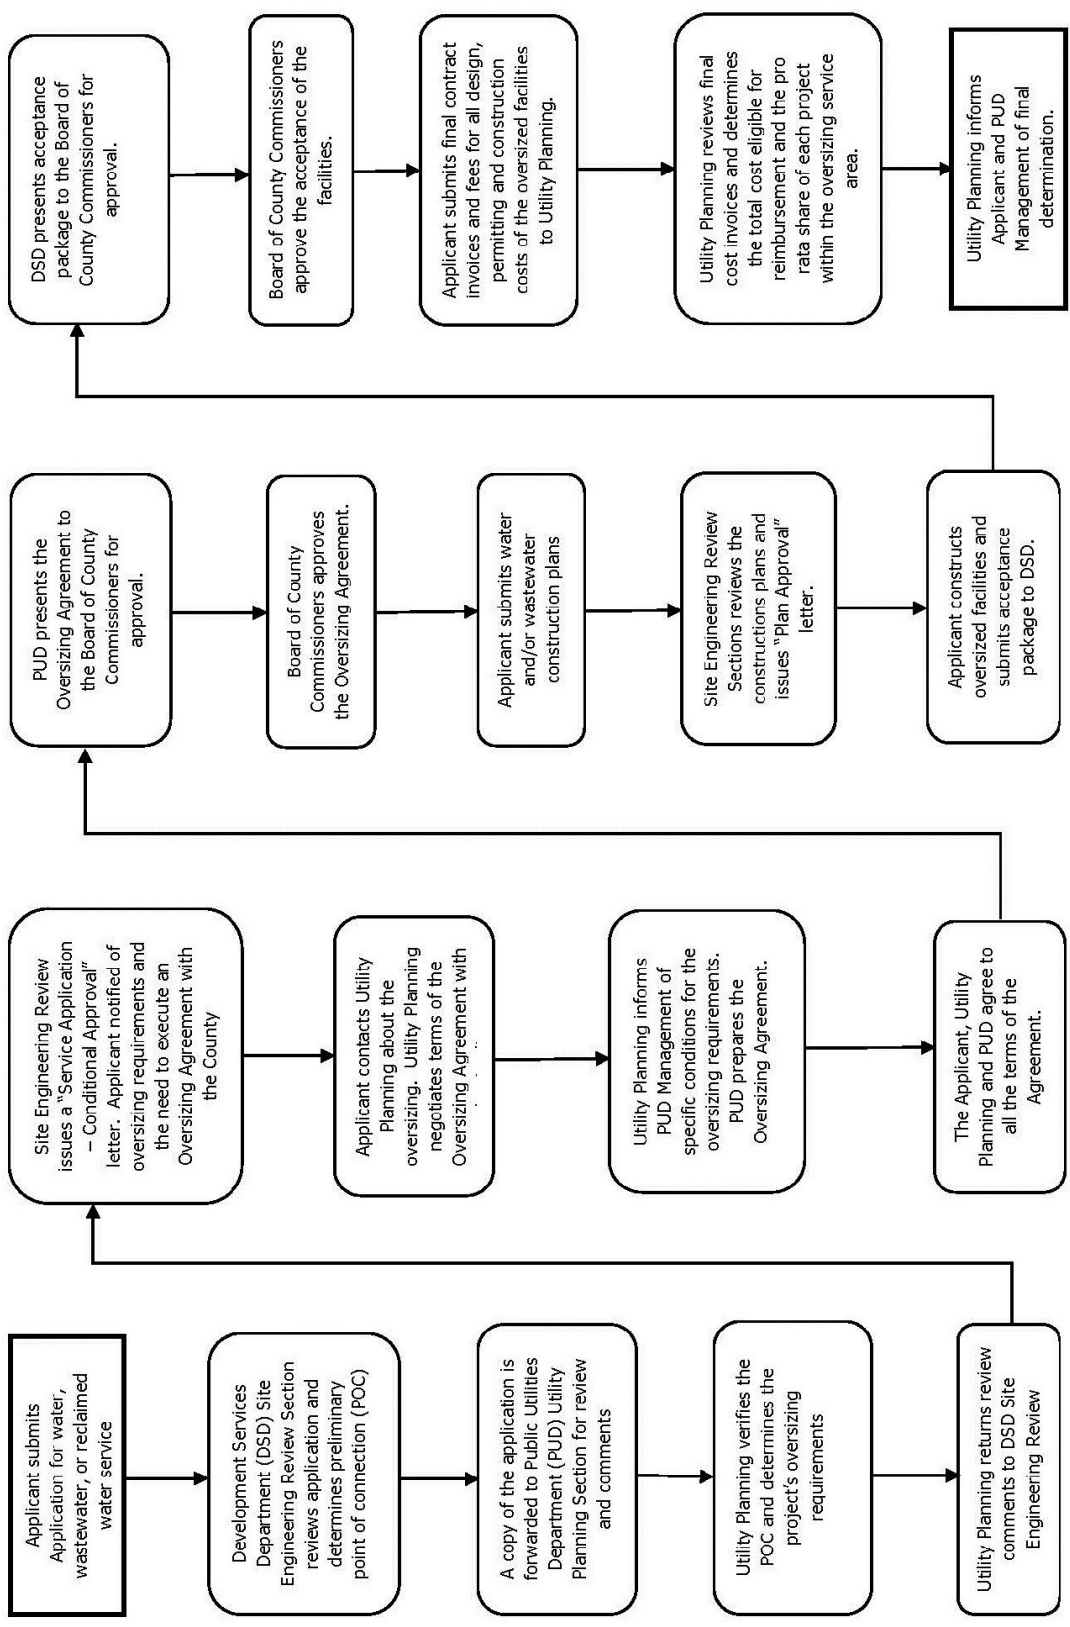 Applicant submits
Application for water,
wastewater, or reclaimed
water service
Development Services
Department (DSD) Site
Engineering Review Section
reviews application and
determines preliminary
point of connection (POC)
A copy of the application is
forwarded to Public Utilities
Department (PUD) Utility
Planning Section for review
and comments
Utility Planning verifies the
POC and determines the
project's oversizing
requirements
Utility Planning returns review
comments to DSD Site
Engineering Review
Site Engineering Review
issues a "Service Application
– Conditional Approval"
letter. Applicant notified of
oversizing requirements and
the need to execute an
Oversizing Agreement with
the County
Applicant contacts Utility
Planning about the
oversizing. Utility Planning
negotiates terms of the
Oversizing Agreement with
Utility Planning informs
PUD Management of
specific conditions for the
oversizing requirements.
PUD prepares the
Oversizing Agreement.
The Applicant, Utility
Planning and PUD agree to
all the terms of the
Agreement.
PUD presents the
Oversizing Agreement to
the Board of County
Commissioners for
approval.
Board of County
Commissioners approves
the Oversizing Agreement.
Applicant submits water
and/or wastewater
construction plans
Site Engineering Review
Sections reviews the
constructions plans and
issues "Plan Approval"
letter.
Applicant constructs
oversized facilities and
submits acceptance
package to DSD.
DSD presents acceptance
package to the Board of
County Commissioners for
approval.
Board of County Commissioners
approve the acceptance of the
facilities.
Applicant submits final contract
invoices and fees for all design,
permitting and construction
costs of the oversized facilities
to Utility Planning.
Utility Planning reviews final
cost invoices and determines
the total cost eligible for
reimbursement and the pro
rata share of each project
within the oversizing service
area.
Utility Planning informs
Applicant and PUD
Management of final
determination.